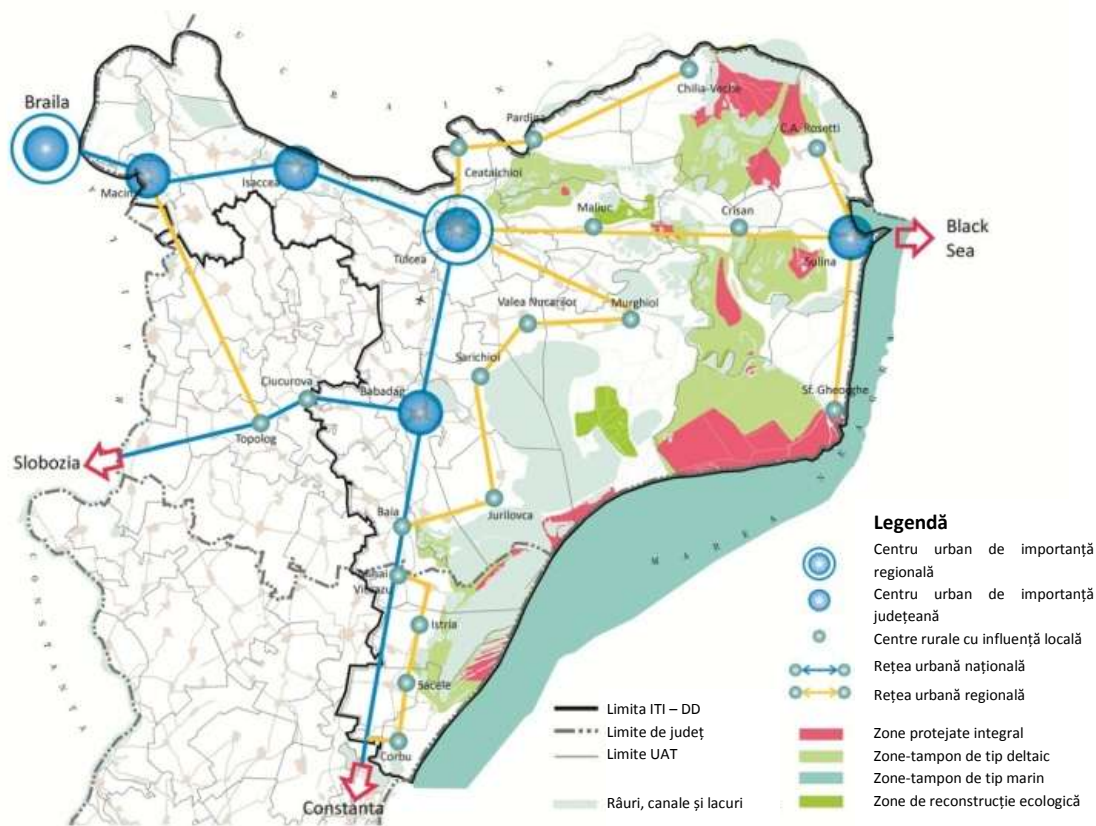 U C R A I N A
Braila
Chilia-Veche
Pardina
C.A. Rosetti
Ceatalchioi
Macin
Isaccea
Maliuc
Crisan
Black
Sea
Tulcea
Sulina
Valea Nucarilor
Murghiol
Sarichioi
Ciucurova
Babadag
Sf. Gheorghe
Topolog
Slobozia
Baia
Jurilovca
Mihai
Viteazu
Istria
Sacele
Corbu
Constanta
C O N S T A N T A
M A R E A N E A G R A
Legendă
Centru urban de importanță
regională
Centru urban de importanță
județeană
Centre rurale cu influență locală
Rețea urbană națională
Rețea urbană regională
Limita ITI – DD
Limite de județ
Limite UAT
Râuri, canale și lacuri
Zone protejate integral
Zone-tampon de tip deltaic
Zone-tampon de tip marin
Zone de reconstrucție ecologică